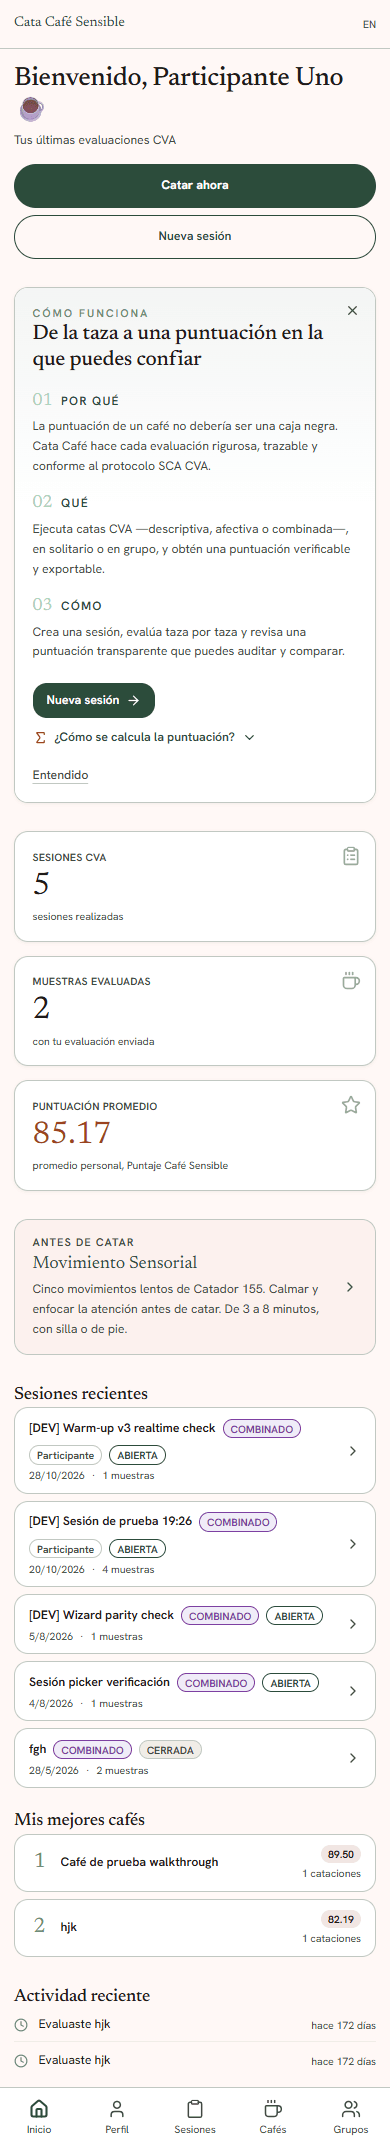 Cata Café Sensible
EN
Bienvenido, Participante Uno
Tus últimas evaluaciones CVA
Catar ahora
Nueva sesión
CÓMO FUNCIONA
De la taza a una puntuación en la
que puedes confiar
01 POR QUÉ
La puntuación de un café no debería ser una caja negra.
Cata Café hace cada evaluación rigurosa, trazable y
conforme al protocolo SCA CVA.
02 QUÉ
Ejecuta catas CVA —descriptiva, afectiva o combinada—,
en solitario o en grupo, y obtén una puntuación verificable
y exportable.
03 CÓMO
Crea una sesión, evalúa taza por taza y revisa una
puntuación transparente que puedes auditar y comparar.
Nueva sesión →
Σ ¿Cómo se calcula la puntuación?
Entendido
SESIONES CVA
5
sesiones realizadas
MUESTRAS EVALUADAS
2
con tu evaluación enviada
PUNTUACIÓN PROMEDIO
85.17
promedio personal, Puntaje Café Sensible
ANTES DE CATAR
Movimiento Sensorial
Cinco movimientos lentos de Catador 155. Calmar y
enfocar la atención antes de catar. De 3 a 8 minutos,
con silla o de pie.
Sesiones recientes
[DEV] Warm-up v3 realtime check COMBINADO
Participante ABIERTA
28/10/2026 · 1 muestras
[DEV] Sesión de prueba 19:26 COMBINADO
Participante ABIERTA
20/10/2026 · 4 muestras
[DEV] Wizard parity check COMBINADO ABIERTA
5/8/2026 · 1 muestras
Sesión picker verificación COMBINADO ABIERTA
4/8/2026 · 1 muestras
fgh COMBINADO CERRADA
28/5/2026 · 2 muestras
Mis mejores cafés
1 Café de prueba walkthrough 89.50
1 cataciones
2 hjk 82.19
1 cataciones
Actividad reciente
Evaluaste hjk hace 172 días
Evaluaste hjk hace 172 días
Inicio Perfil Sesiones Cafés Grupos